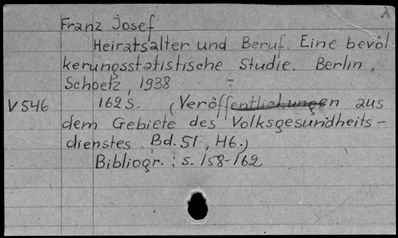 Franz Josef
Heiratsalter und Beruf. Eine bevöl-
kerungsstatistische Studie. Berlin,
Schoetz, 1938
V546 162 S. (Veröffentlichungen aus
dem Gebiete des Volksgesundheits-
dienstes. Bd. 51, H6.)
Bibliogr.: s. 158-162